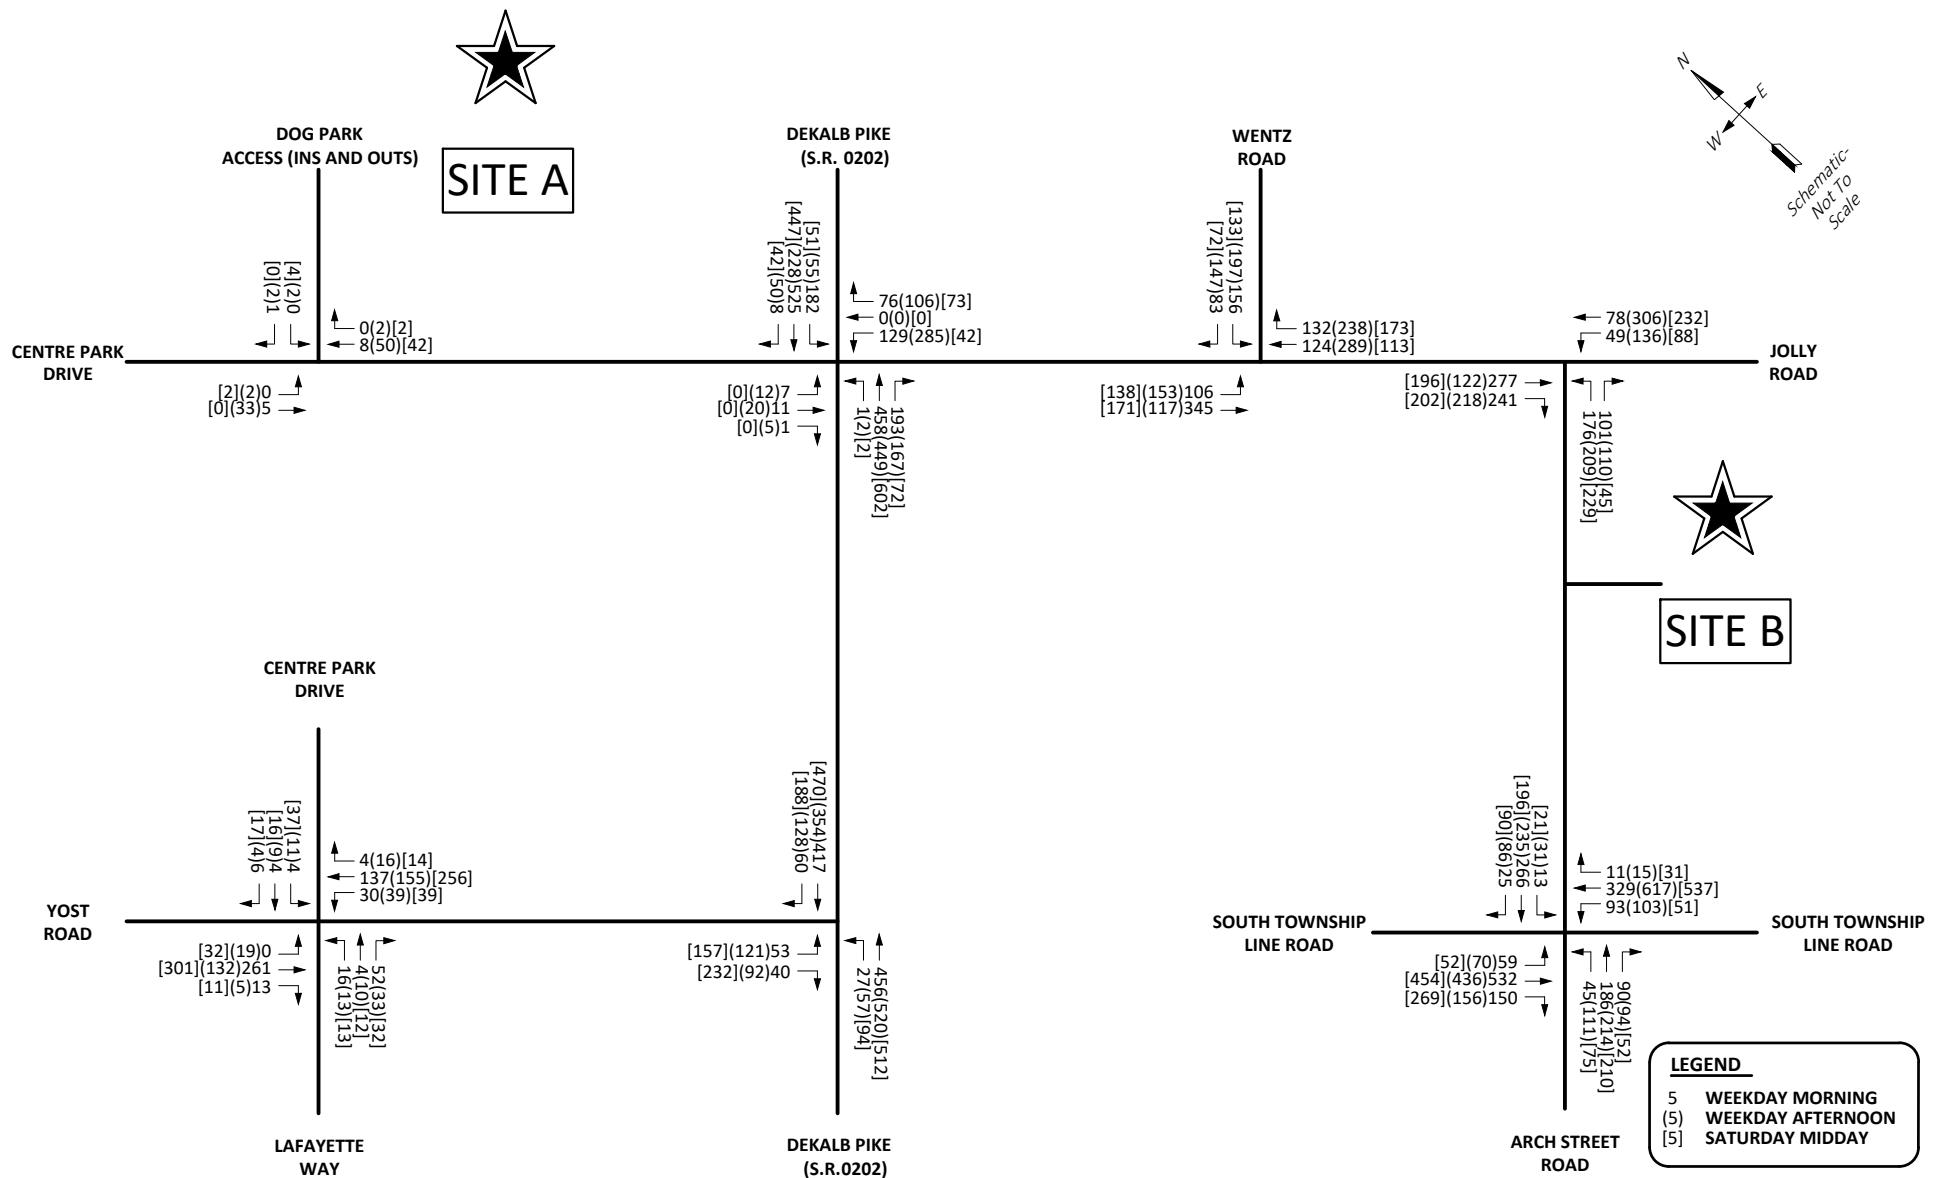 N
E
W
Schematic-
Not To
Scale
DOG PARK
ACCESS (INS AND OUTS)
SITE A
DEKALB PIKE
(S.R. 0202)
WENTZ
ROAD
CENTRE PARK
DRIVE
[4](2)0
[0](2)1
0(2)[2]
8(50)[42]
[2](2)0
[0](33)5
[51](55)182
[447](228)525
[42](50)8
76(106)[73]
0(0)[0]
129(285)[42]
[0](12)7
[0](20)11
[0](5)1
193(167)[72]
458(449)[602]
1(2)[2]
[133](197)156
[72](147)83
132(238)[173]
124(289)[113]
[138](153)106
[171](117)345
78(306)[232]
49(136)[88]
JOLLY
ROAD
[196](122)277
[202](218)241
101(110)[45]
176(209)[229]
SITE B
CENTRE PARK
DRIVE
[37](11)4
[16](9)4
[17](4)6
4(16)[14]
137(155)[256]
30(39)[39]
YOST
ROAD
[32](19)0
[301](132)261
[11](5)13
52(33)[32]
4(10)[12]
16(13)[13]
LAFAYETTE
WAY
[470](354)417
[188](128)60
[157](121)53
[232](92)40
456(520)[512]
27(57)[94]
DEKALB PIKE
(S.R.0202)
[21](31)13
[196](235)266
[90](86)25
11(15)[31]
329(617)[537]
93(103)[51]
SOUTH TOWNSHIP
LINE ROAD
SOUTH TOWNSHIP
LINE ROAD
[52](70)59
[454](436)532
[269](156)150
90(94)[52]
186(214)[210]
45(111)[75]
ARCH STREET
ROAD
LEGEND
5 WEEKDAY MORNING
(5) WEEKDAY AFTERNOON
[5] SATURDAY MIDDAY